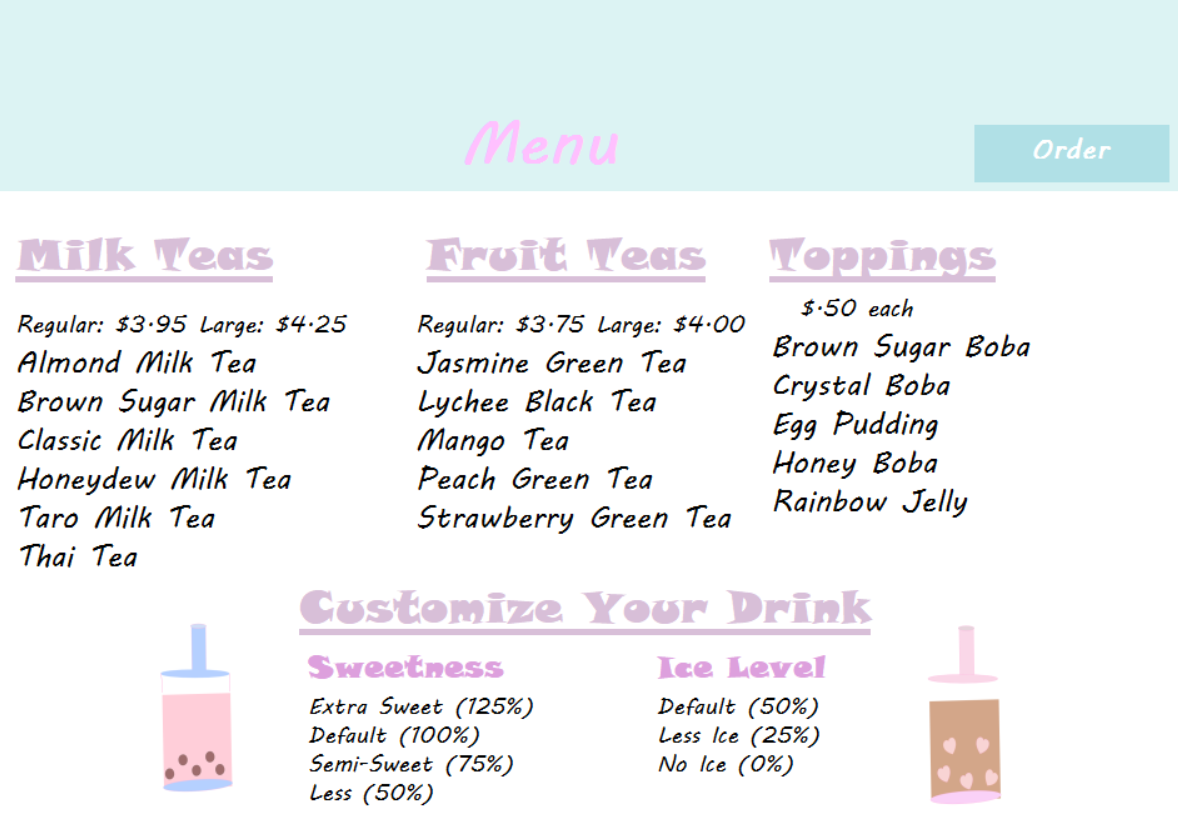 Menu
Order
Milk Teas
Regular: $3.95 Large: $4.25
Almond Milk Tea
Brown Sugar Milk Tea
Classic Milk Tea
Honeydew Milk Tea
Taro Milk Tea
Thai Tea
Fruit Teas
Regular: $3.75 Large: $4.00
Jasmine Green Tea
Lychee Black Tea
Mango Tea
Peach Green Tea
Strawberry Green Tea
Toppings
$.50 each
Brown Sugar Boba
Crystal Boba
Egg Pudding
Honey Boba
Rainbow Jelly
Customize Your Drink
Sweetness
Extra Sweet (125%)
Default (100%)
Semi-Sweet (75%)
Less (50%)
Ice Level
Default (50%)
Less Ice (25%)
No Ice (0%)